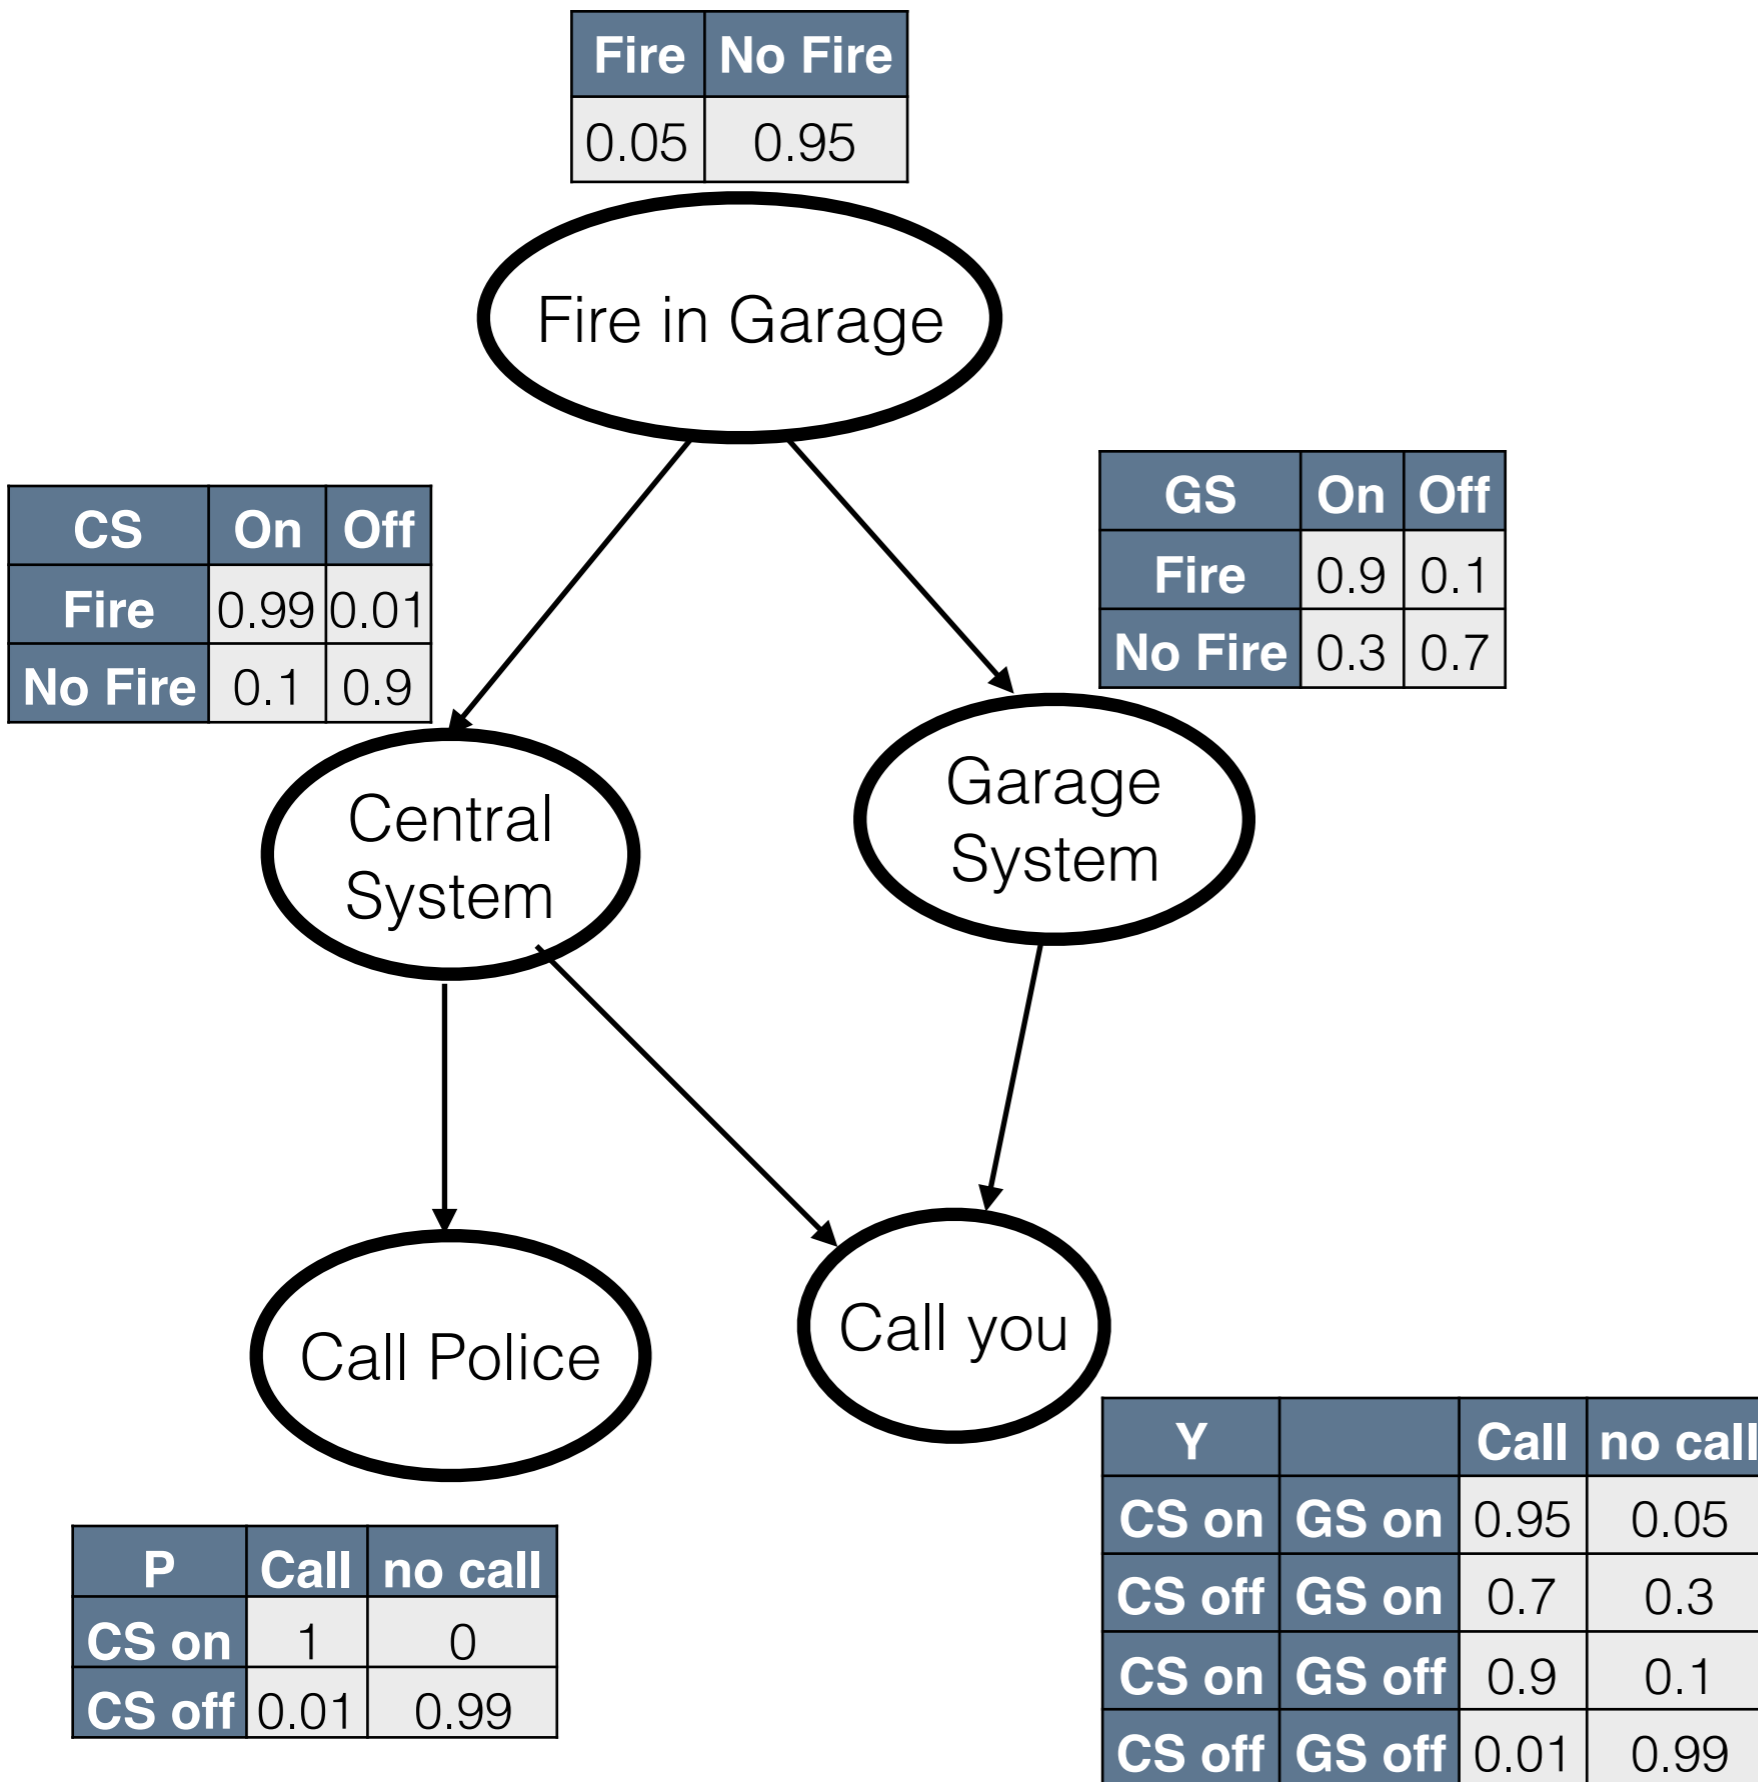 Fire No Fire
0.05 0.95
Fire in Garage
CS On Off
Fire 0.99 0.01
No Fire 0.1 0.9
GS On Off
Fire 0.9 0.1
No Fire 0.3 0.7
Central
System
Garage
System
Call Police
Call you
P Call no call
CS on 1 0
CS off 0.01 0.99
Y Call no call
CS on GS on 0.95 0.05
CS off GS on 0.7 0.3
CS on GS off 0.9 0.1
CS off GS off 0.01 0.99